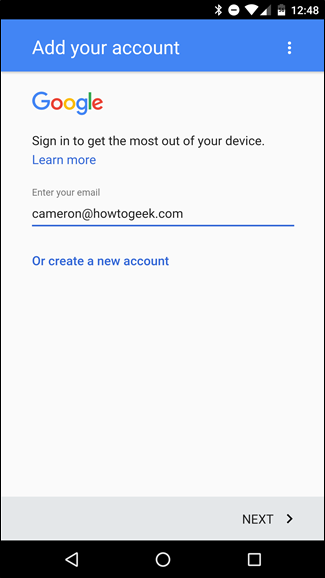 12:48
Add your account
Google
Sign in to get the most out of your device.
Learn more
Enter your email
cameron@howtogeek.com
Or create a new account
NEXT